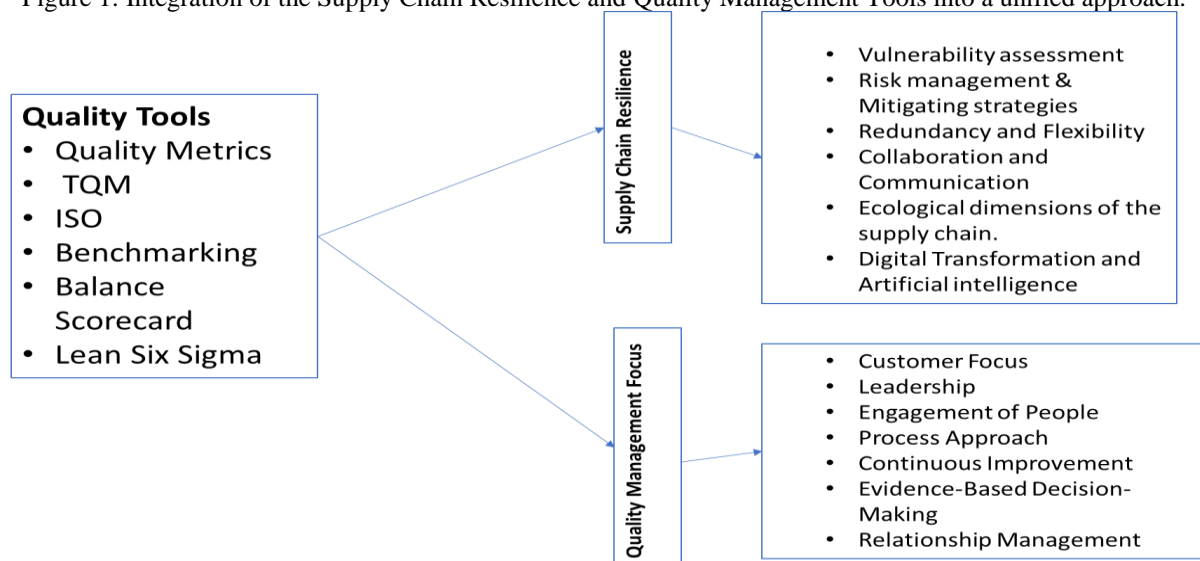 Figure 1: Integration of the Supply Chain Resilience and Quality Management Tools into a unified approach.
Quality Tools
• Quality Metrics
• TQM
• ISO
• Benchmarking
• Balance
Scorecard
• Lean Six Sigma
Supply Chain Resilience
• Vulnerability assessment
• Risk management &
Mitigating strategies
• Redundancy and Flexibility
• Collaboration and
Communication
• Ecological dimensions of the
supply chain.
• Digital Transformation and
Artificial intelligence
Quality Management Focus
• Customer Focus
• Leadership
• Engagement of People
• Process Approach
• Continuous Improvement
• Evidence-Based Decision-
Making
• Relationship Management